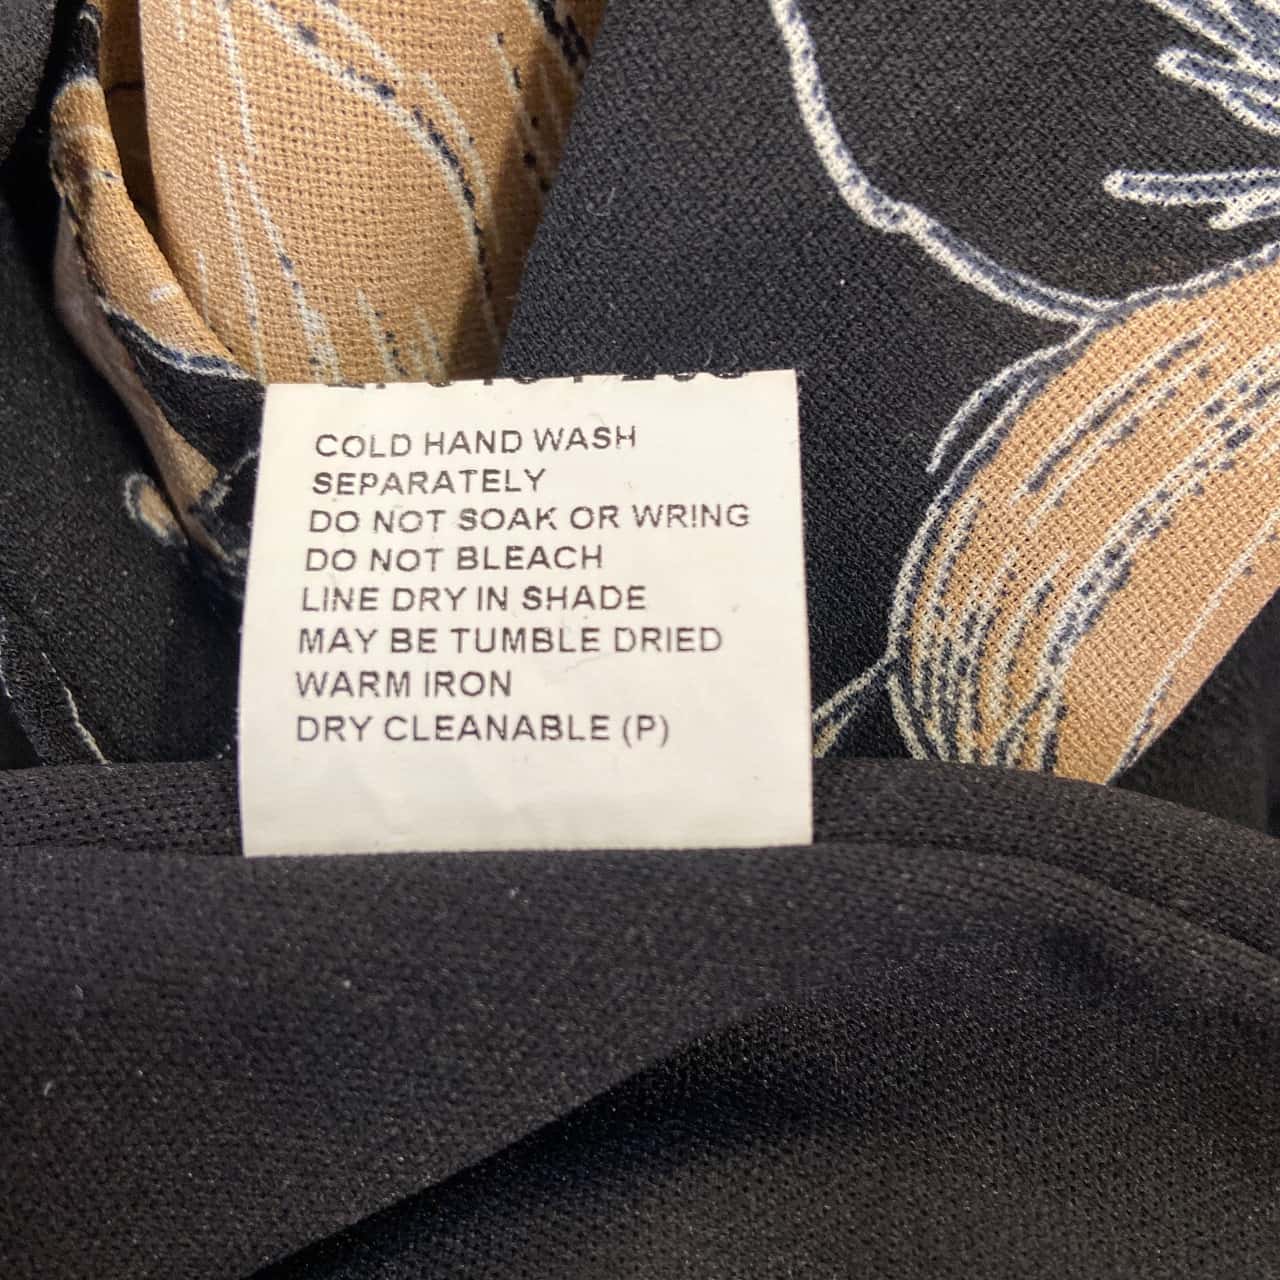 COLD HAND WASH
SEPARATELY
DO NOT SOAK OR WRING
DO NOT BLEACH
LINE DRY IN SHADE
MAY BE TUMBLE DRIED
WARM IRON
DRY CLEANABLE (P)